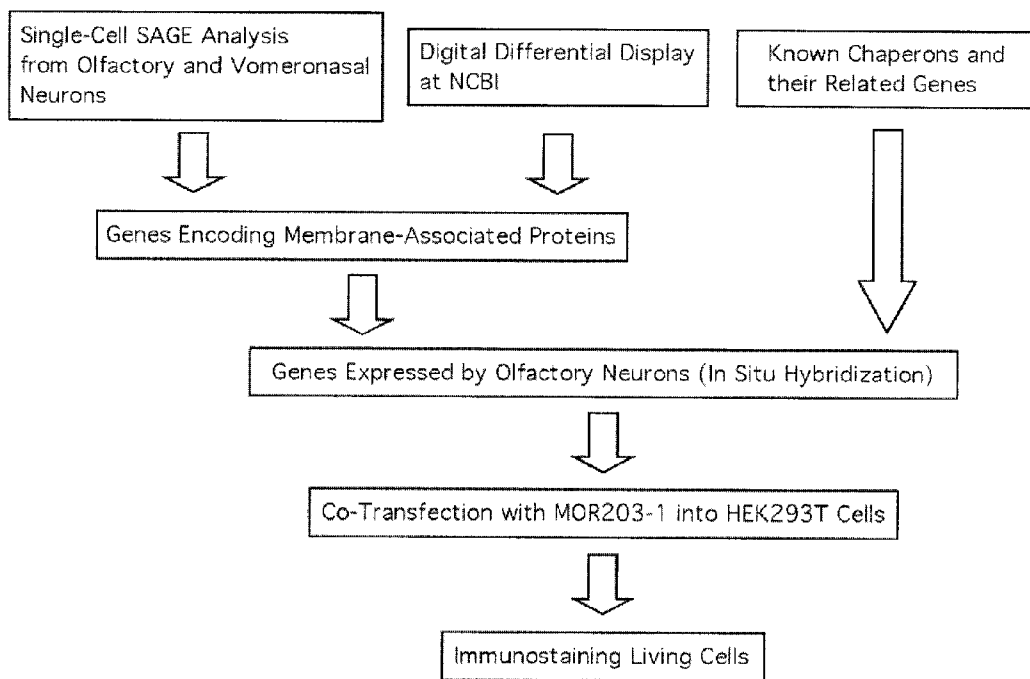 Single-Cell SAGE Analysis
from Olfactory and Vomeronasal
Neurons
Digital Differential Display
at NCBI
Known Chaperons and
their Related Genes
Genes Encoding Membrane-Associated Proteins
Genes Expressed by Olfactory Neurons (In Situ Hybridization)
Co-Transfection with MOR203-1 into HEK293T Cells
Immunostaining Living Cells